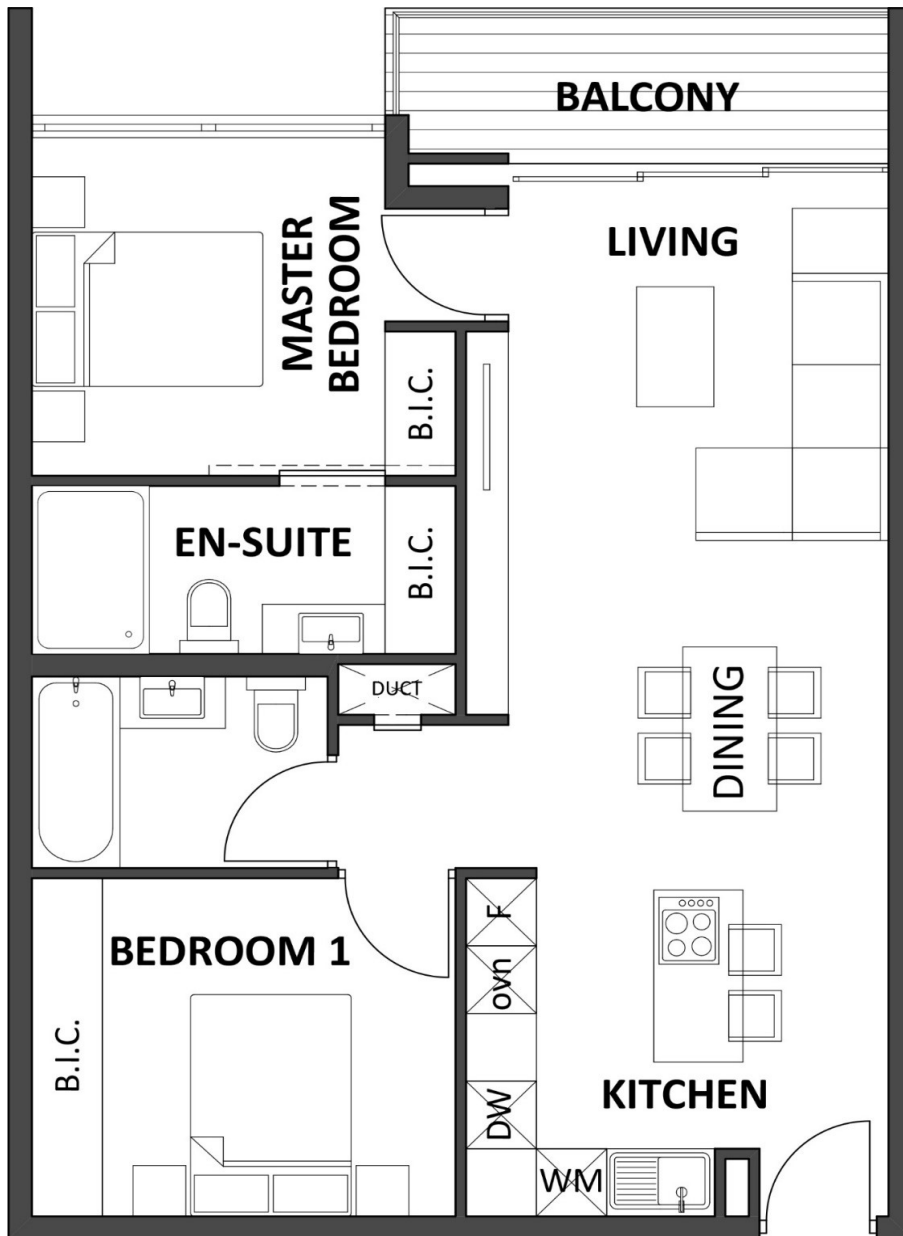 BALCONY
LIVING
MASTER
BEDROOM
B.I.C.
EN-SUITE
B.I.C.
DUCT
DINING
F
ovn
BEDROOM 1
B.I.C.
DW
KITCHEN
WM